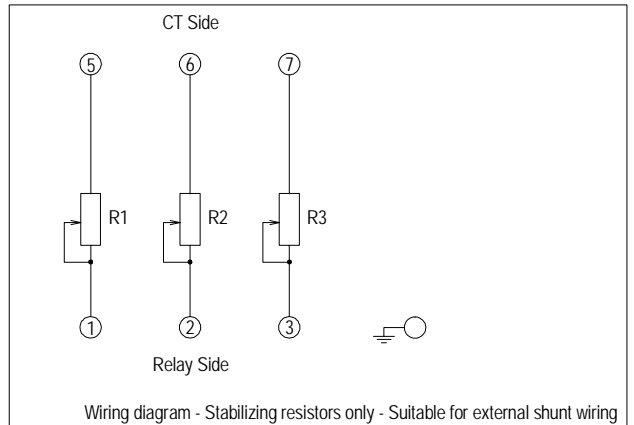 CT Side
5 6 7
R1 R2 R3
1 2 3
Relay Side
Wiring diagram - Stabilizing resistors only - Suitable for external shunt wiring